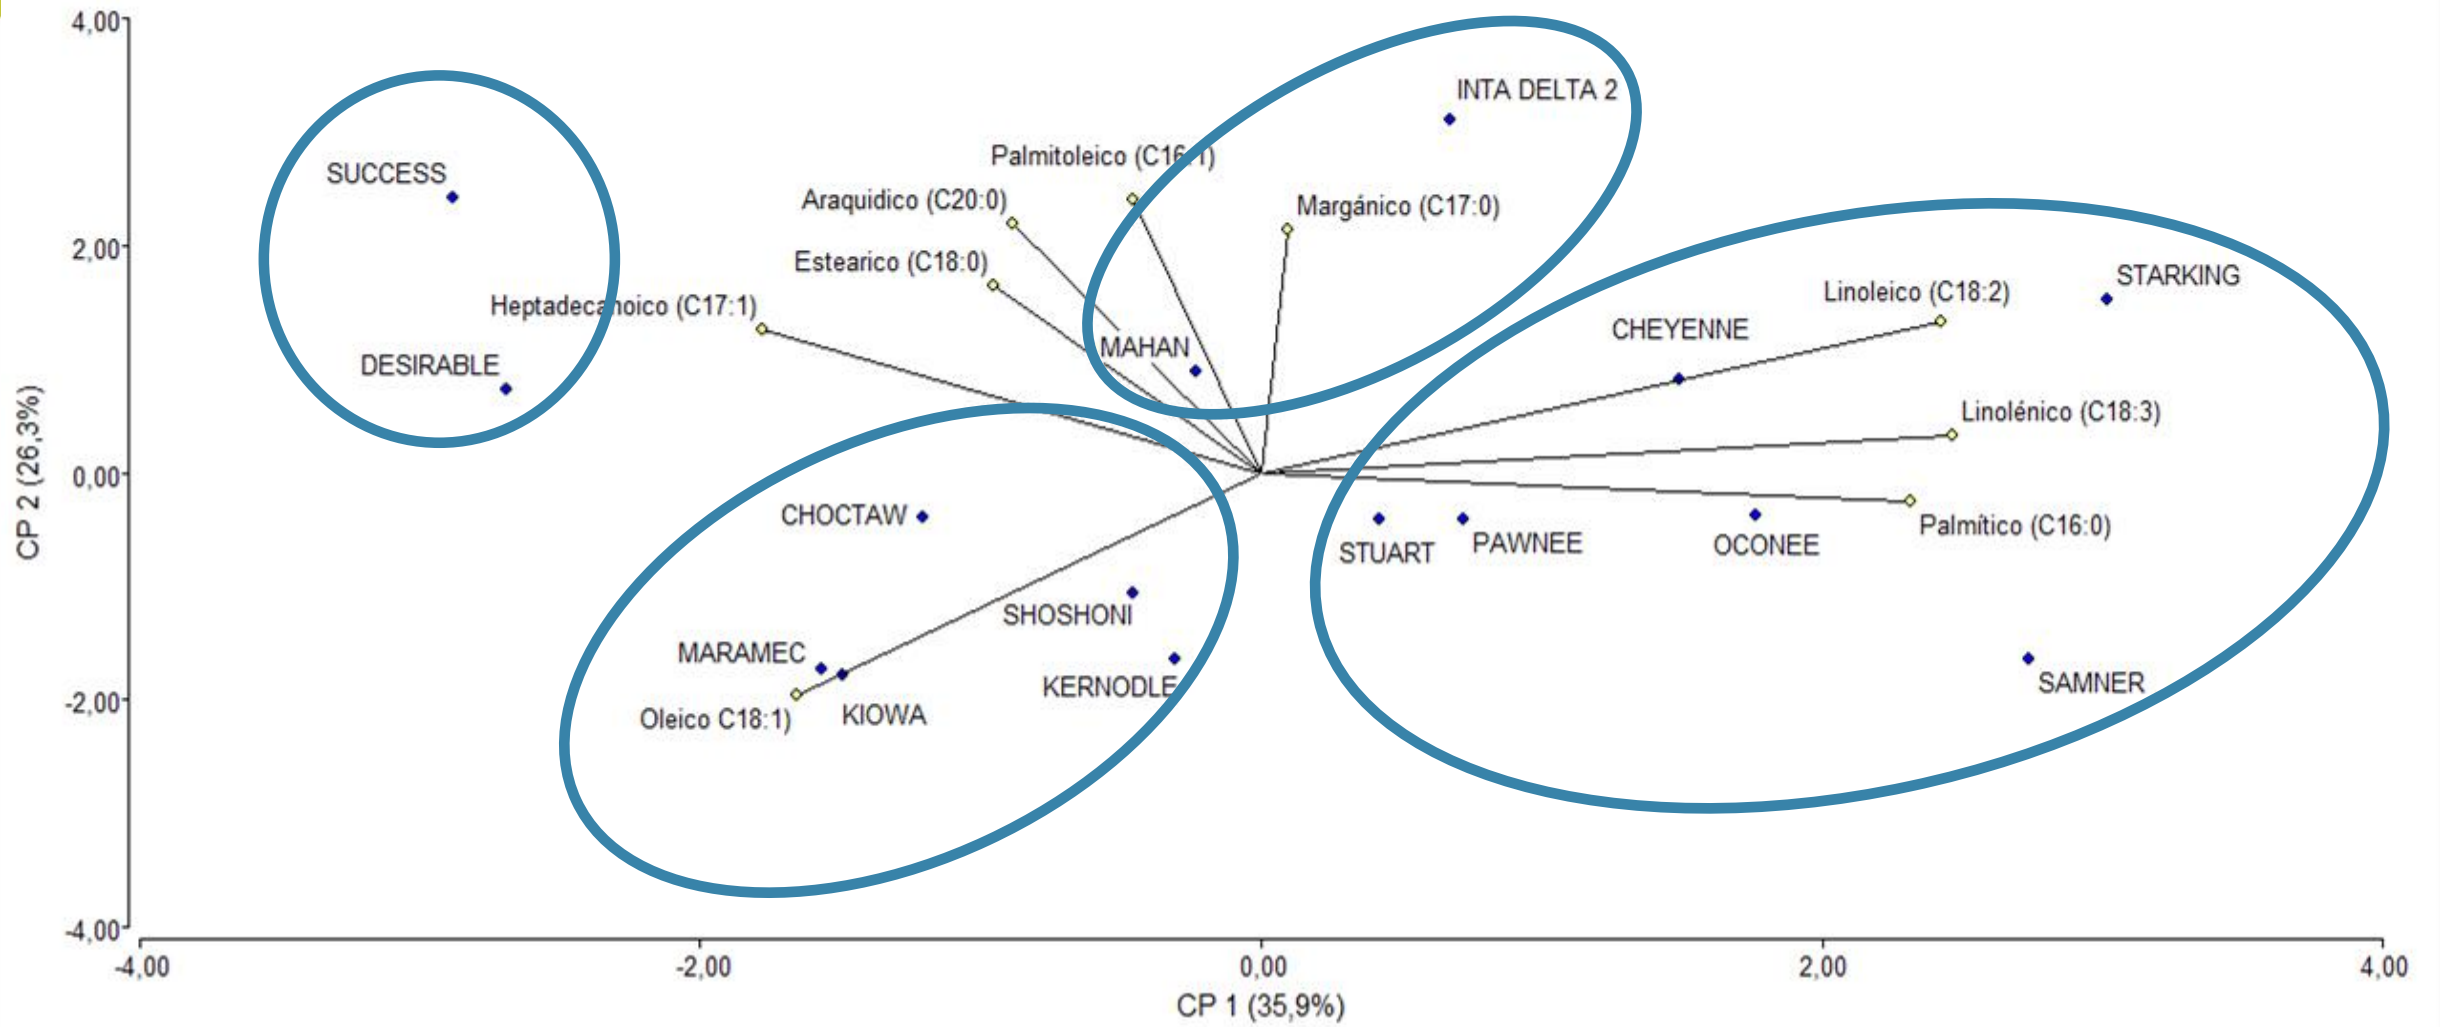 4,00
INTA DELTA 2
Palmitoleico (C16:1)
SUCCESS
Araquidico (C20:0)
Margánico (C17:0)
2,00
Estearico (C18:0)
STARKING
Linoleico (C18:2)
Heptadecanoico (C17:1)
CHEYENNE
MAHAN
DESIRABLE
Linolénico (C18:3)
CP 2 (26,3%)
0,00
CHOCTAW
Palmítico (C16:0)
STUART
PAWNEE
OCONEE
SHOSHONI
MARAMEC
KERNODLE
SAMNER
-2,00
Oleico C18:1)
KIOWA
-4,00
-4,00 -2,00 0,00 2,00 4,00
CP 1 (35,9%)